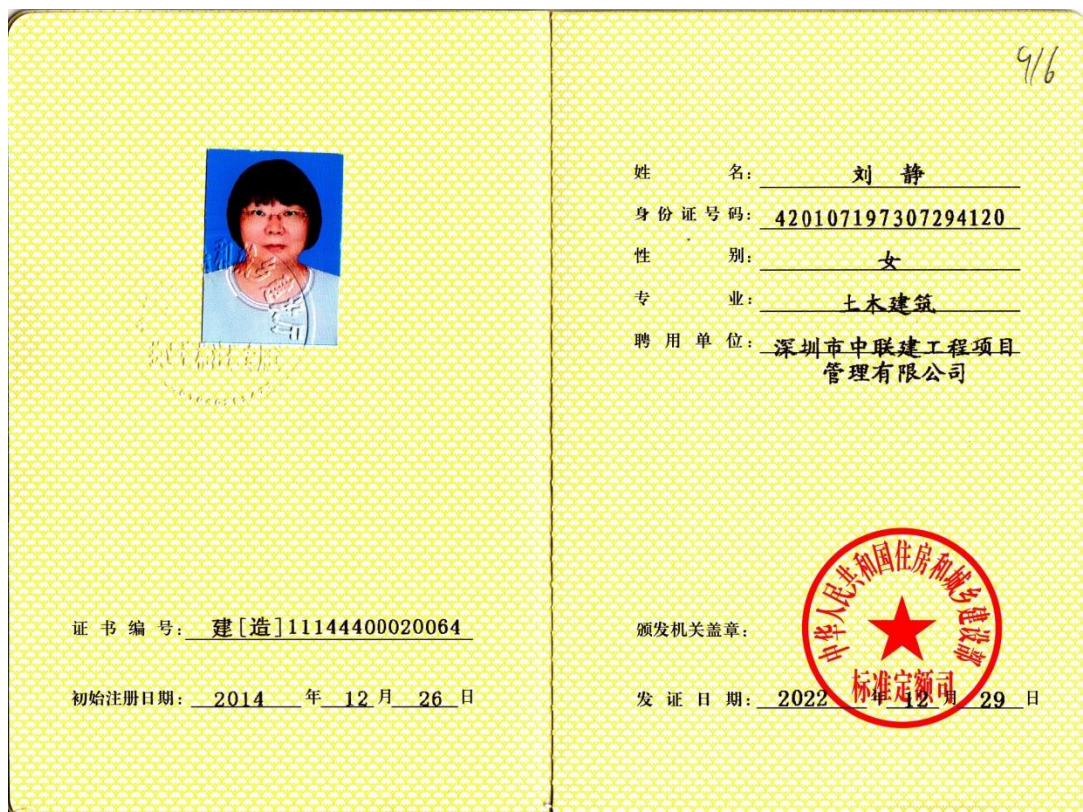 916
姓名: 刘静
身份证号码: 420107197307294120
性别: 女
专业: 土木建筑
聘用单位: 深圳市中联建工程项目
管理有限公司
证书编号: 建[造]11144400020064
初始注册日期: 2014 年 12 月 26 日
颁发机关盖章:
中华人民共和国住房和城乡建设部
标准定额司
发证日期: 2022 年 12 月 29 日